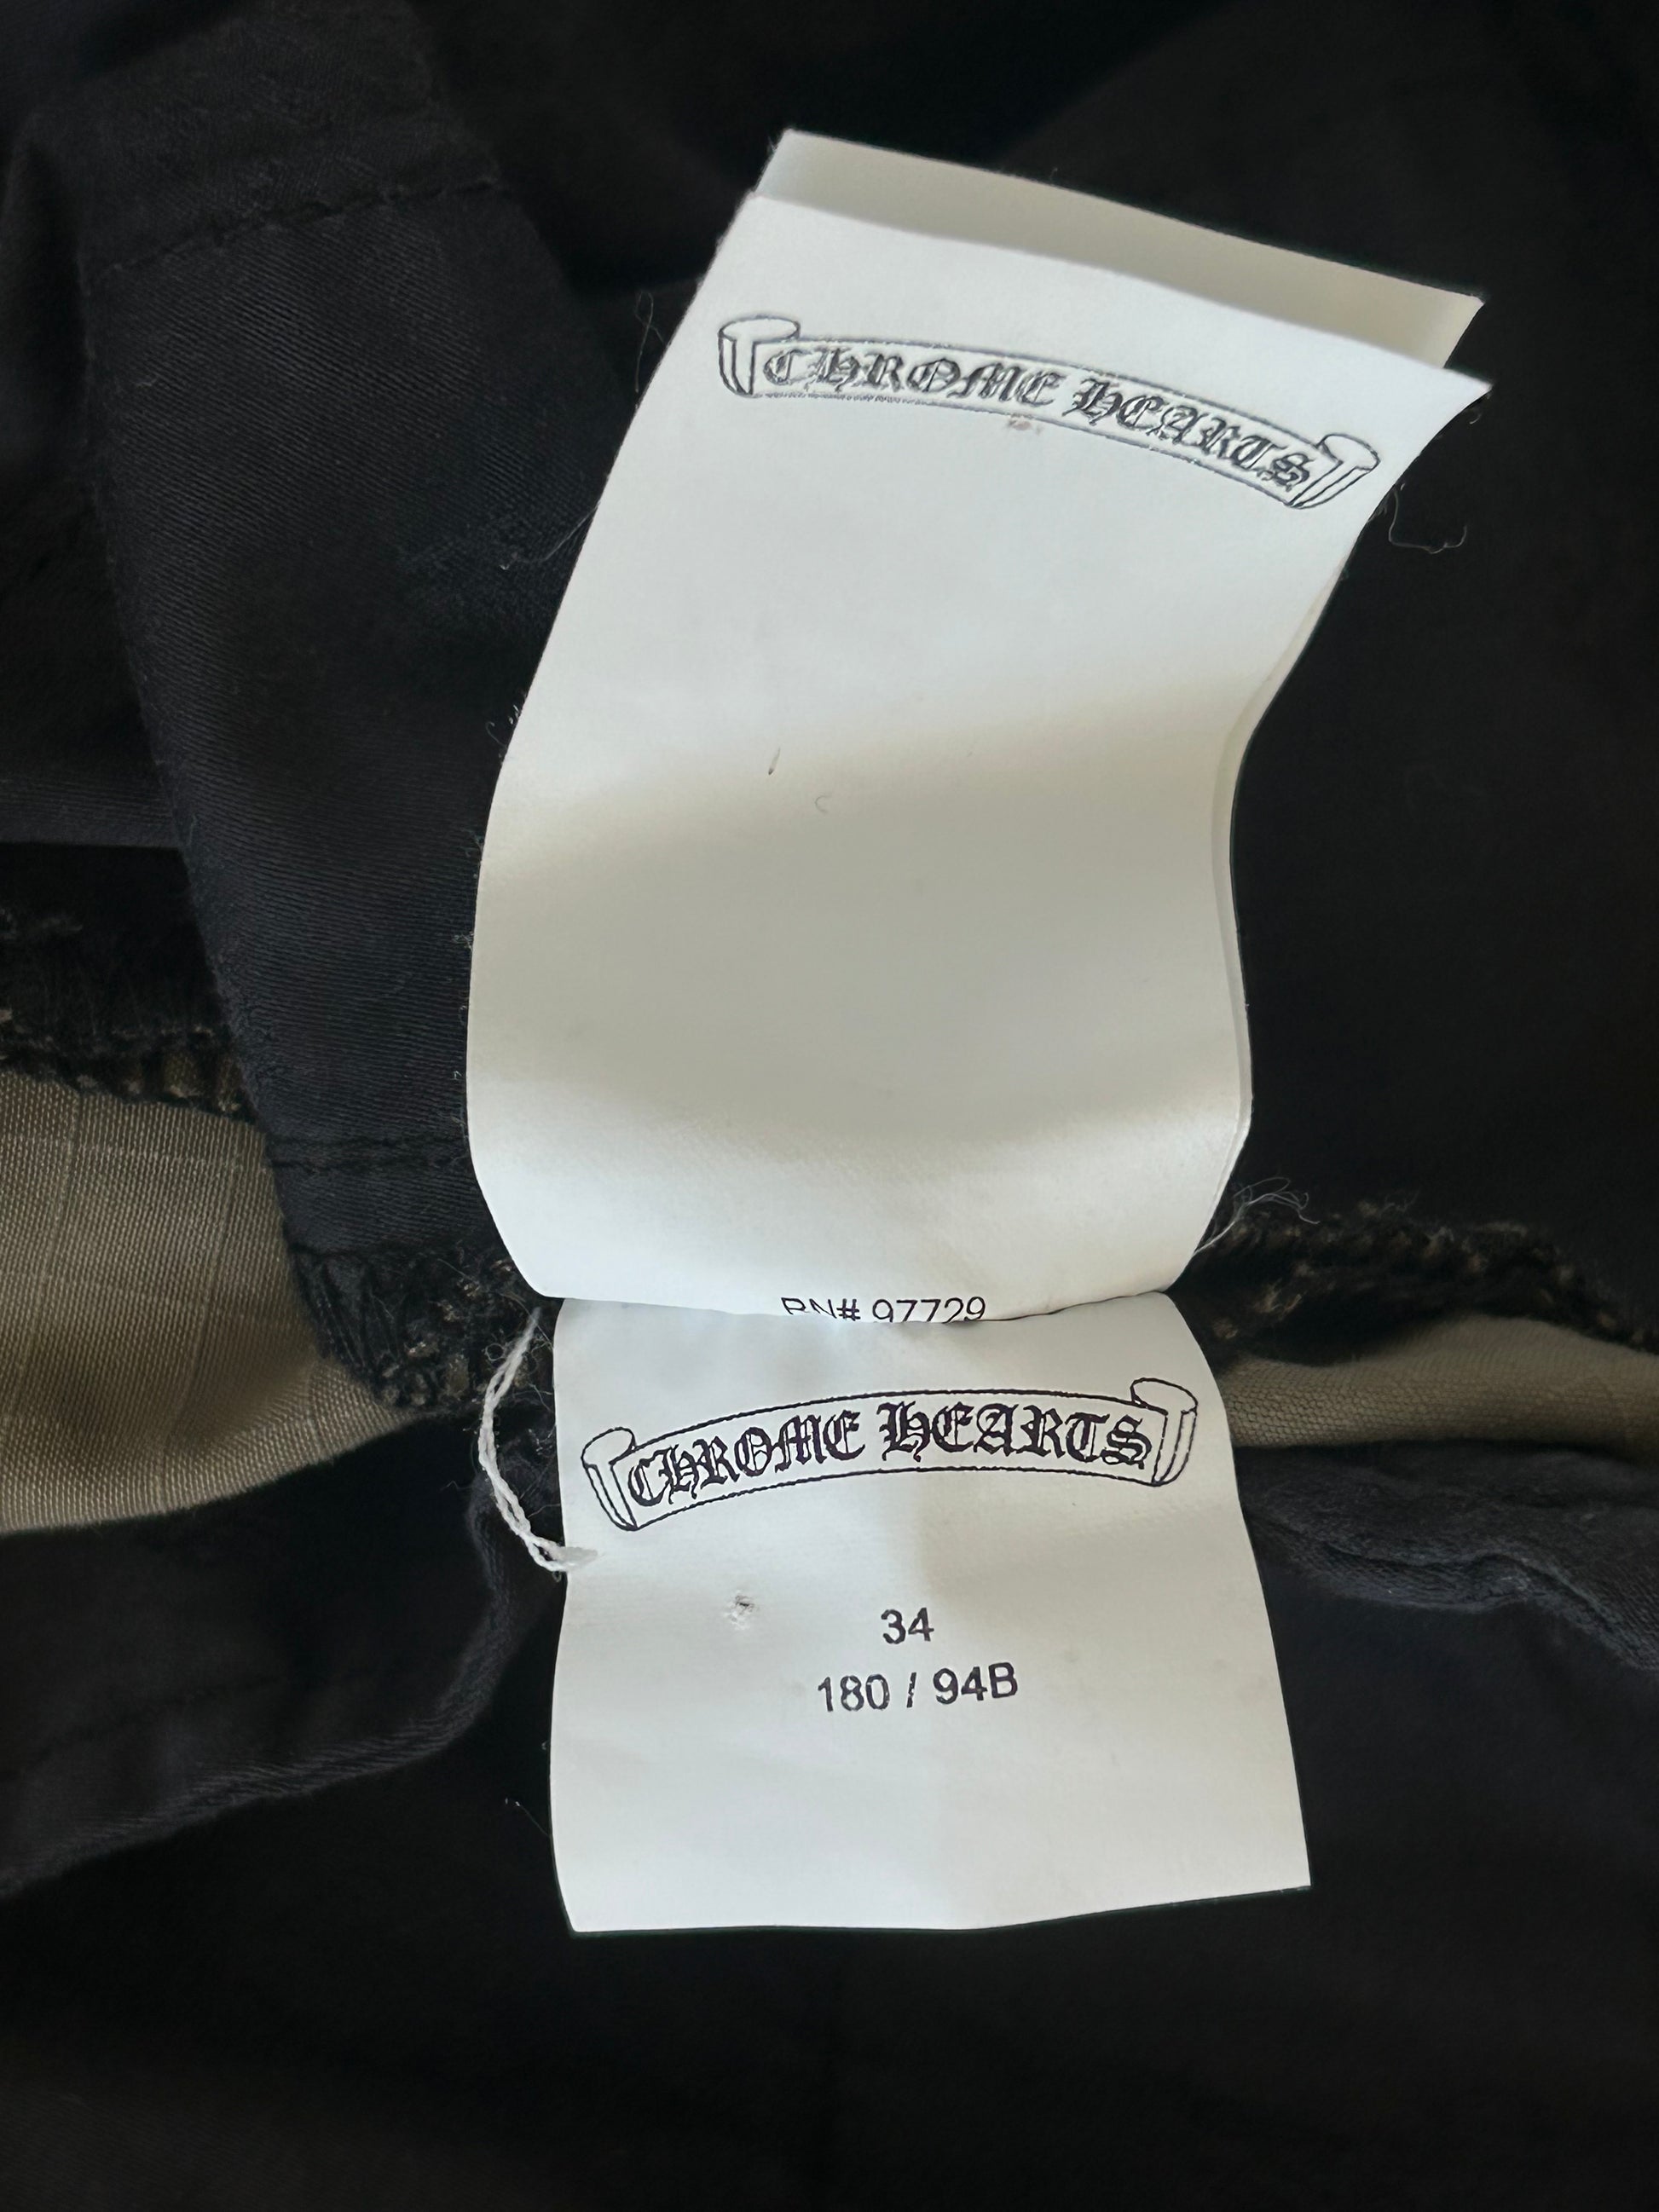 CHROME HEARTS
RN# 97729
CHROME HEARTS
34
180 / 94B